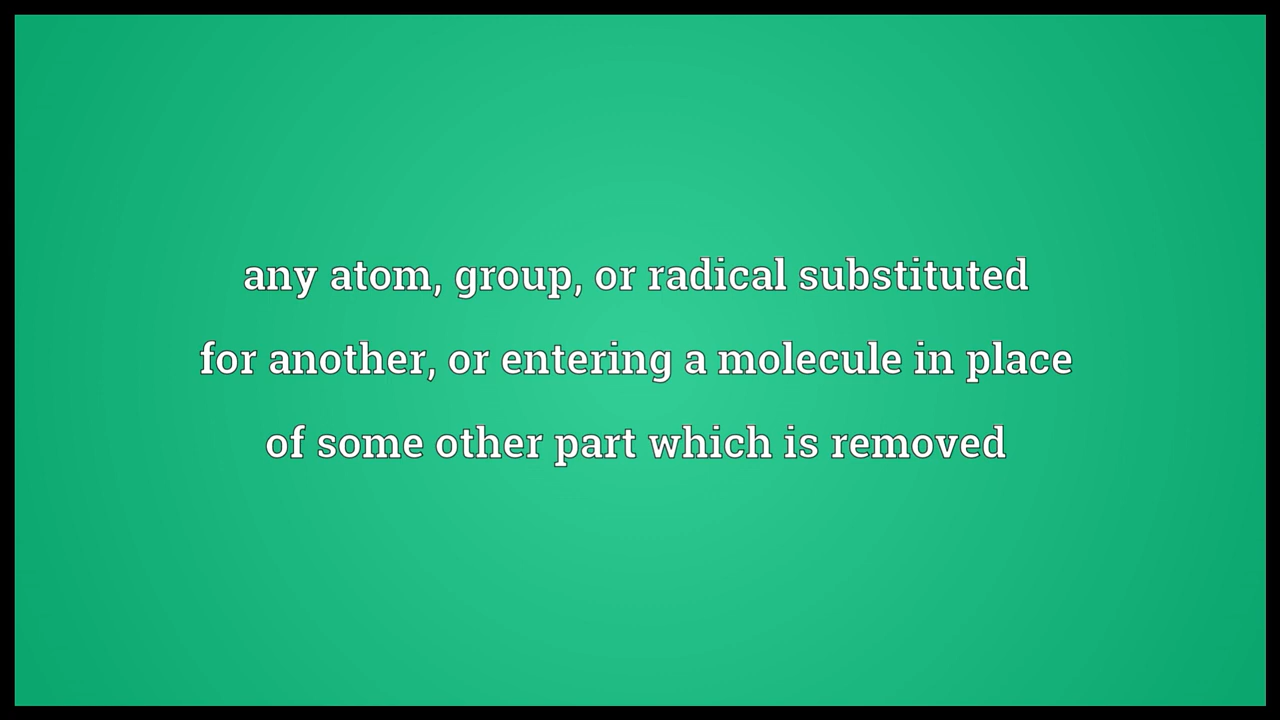 any atom, group, or radical substituted
for another, or entering a molecule in place
of some other part which is removed